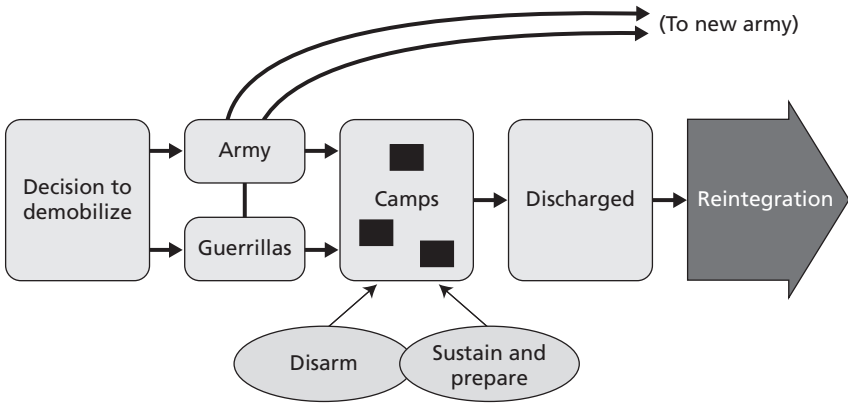 (To new army)
Decision to
demobilize
Army
Guerrillas
Camps
Discharged
Reintegration
Disarm
Sustain and
prepare